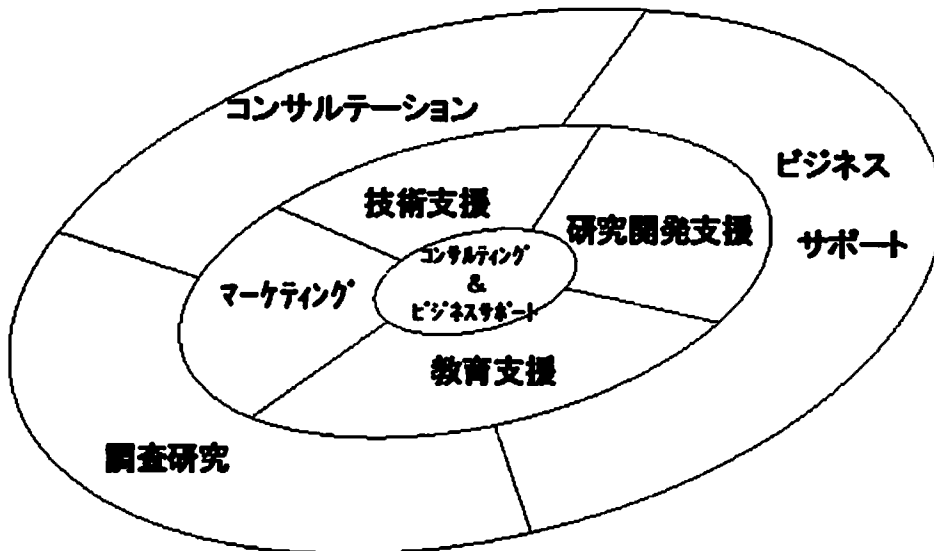 コンサルテーション
ビジネス
サポート
技術支援
研究開発支援
コンサルティング
&
ビジネスサポート
マーケティング
教育支援
調査研究